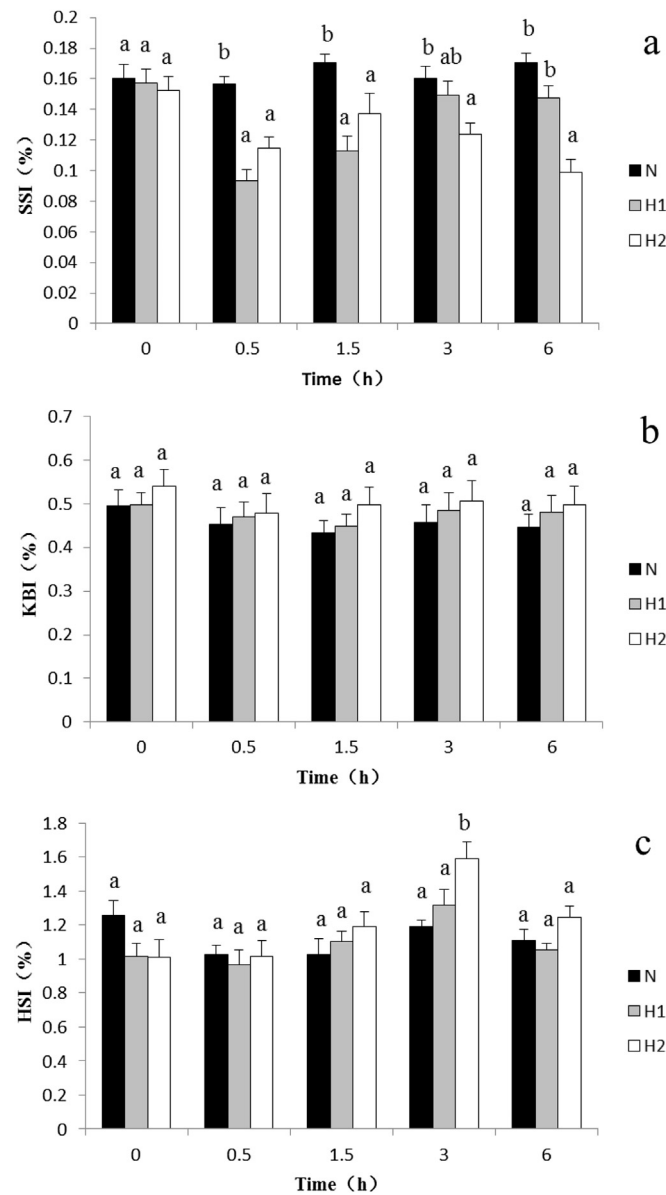 a
0.2
0.18
0.16
0.14
0.12
0.1
0.08
0.06
0.04
0.02
0
SSI（%）
a a a
b a a
b a a
b ab a
b b a
0 0.5 1.5 3 6
Time（h）
N
H1
H2
b
0.7
0.6
0.5
0.4
0.3
0.2
0.1
0
KBI（%）
a a a
a a a
a a a
a a a
a a a
0 0.5 1.5 3 6
Time（h）
N
H1
H2
c
1.8
1.6
1.4
1.2
1
0.8
0.6
0.4
0.2
0
HSI（%）
a a a
a a a
a a a
a a b
a a a
0 0.5 1.5 3 6
Time（h）
N
H1
H2